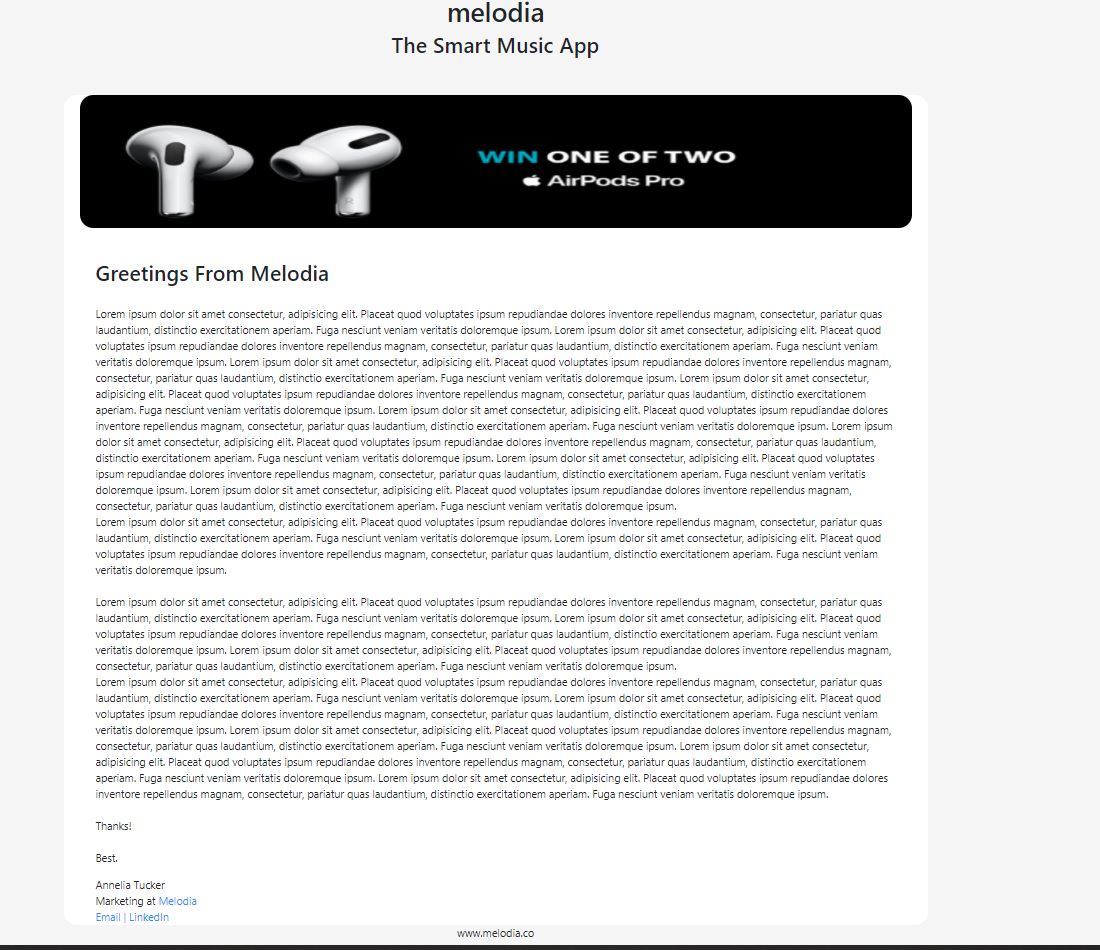 melodia
The Smart Music App
WIN ONE OF TWO
AirPods Pro
R
Greetings From Melodia
Lorem ipsum dolor sit amet consectetur, adipisicing elit. Placeat quod voluptates ipsum repudiandae dolores inventore repellendus magnam, consectetur, pariatur quas
laudantium, distinctio exercitationem aperiam. Fuga nesciunt veniam veritatis doloremque ipsum. Lorem ipsum dolor sit amet consectetur, adipisicing elit. Placeat quod
voluptates ipsum repudiandae dolores inventore repellendus magnam, consectetur, pariatur quas laudantium, distinctio exercitationem aperiam. Fuga nesciunt veniam
veritatis doloremque ipsum. Lorem ipsum dolor sit amet consectetur, adipisicing elit. Placeat quod voluptates ipsum repudiandae dolores inventore repellendus magnam,
consectetur, pariatur quas laudantium, distinctio exercitationem aperiam. Fuga nesciunt veniam veritatis doloremque ipsum. Lorem ipsum dolor sit amet consectetur,
adipisicing elit. Placeat quod voluptates ipsum repudiandae dolores inventore repellendus magnam, consectetur, pariatur quas laudantium, distinctio exercitationem
aperiam. Fuga nesciunt veniam veritatis doloremque ipsum. Lorem ipsum dolor sit amet consectetur, adipisicing elit. Placeat quod voluptates ipsum repudiandae dolores
inventore repellendus magnam, consectetur, pariatur quas laudantium, distinctio exercitationem aperiam. Fuga nesciunt veniam veritatis doloremque ipsum. Lorem ipsum
dolor sit amet consectetur, adipisicing elit. Placeat quod voluptates ipsum repudiandae dolores inventore repellendus magnam, consectetur, pariatur quas laudantium,
distinctio exercitationem aperiam. Fuga nesciunt veniam veritatis doloremque ipsum. Lorem ipsum dolor sit amet consectetur, adipisicing elit. Placeat quod voluptates
ipsum repudiandae dolores inventore repellendus magnam, consectetur, pariatur quas laudantium, distinctio exercitationem aperiam. Fuga nesciunt veniam veritatis
doloremque ipsum. Lorem ipsum dolor sit amet consectetur, adipisicing elit. Placeat quod voluptates ipsum repudiandae dolores inventore repellendus magnam,
consectetur, pariatur quas laudantium, distinctio exercitationem aperiam. Fuga nesciunt veniam veritatis doloremque ipsum.
Lorem ipsum dolor sit amet consectetur, adipisicing elit. Placeat quod voluptates ipsum repudiandae dolores inventore repellendus magnam, consectetur, pariatur quas
laudantium, distinctio exercitationem aperiam. Fuga nesciunt veniam veritatis doloremque ipsum. Lorem ipsum dolor sit amet consectetur, adipisicing elit. Placeat quod
voluptates ipsum repudiandae dolores inventore repellendus magnam, consectetur, pariatur quas laudantium, distinctio exercitationem aperiam. Fuga nesciunt veniam
veritatis doloremque ipsum.
Lorem ipsum dolor sit amet consectetur, adipisicing elit. Placeat quod voluptates ipsum repudiandae dolores inventore repellendus magnam, consectetur, pariatur quas
laudantium, distinctio exercitationem aperiam. Fuga nesciunt veniam veritatis doloremque ipsum. Lorem ipsum dolor sit amet consectetur, adipisicing elit. Placeat quod
voluptates ipsum repudiandae dolores inventore repellendus magnam, consectetur, pariatur quas laudantium, distinctio exercitationem aperiam. Fuga nesciunt veniam
veritatis doloremque ipsum. Lorem ipsum dolor sit amet consectetur, adipisicing elit. Placeat quod voluptates ipsum repudiandae dolores inventore repellendus magnam,
consectetur, pariatur quas laudantium, distinctio exercitationem aperiam. Fuga nesciunt veniam veritatis doloremque ipsum.
Lorem ipsum dolor sit amet consectetur, adipisicing elit. Placeat quod voluptates ipsum repudiandae dolores inventore repellendus magnam, consectetur, pariatur quas
laudantium, distinctio exercitationem aperiam. Fuga nesciunt veniam veritatis doloremque ipsum. Lorem ipsum dolor sit amet consectetur, adipisicing elit. Placeat quod
voluptates ipsum repudiandae dolores inventore repellendus magnam, consectetur, pariatur quas laudantium, distinctio exercitationem aperiam. Fuga nesciunt veniam
veritatis doloremque ipsum. Lorem ipsum dolor sit amet consectetur, adipisicing elit. Placeat quod voluptates ipsum repudiandae dolores inventore repellendus magnam,
consectetur, pariatur quas laudantium, distinctio exercitationem aperiam. Fuga nesciunt veniam veritatis doloremque ipsum. Lorem ipsum dolor sit amet consectetur,
adipisicing elit. Placeat quod voluptates ipsum repudiandae dolores inventore repellendus magnam, consectetur, pariatur quas laudantium, distinctio exercitationem
aperiam. Fuga nesciunt veniam veritatis doloremque ipsum. Lorem ipsum dolor sit amet consectetur, adipisicing elit. Placeat quod voluptates ipsum repudiandae dolores
inventore repellendus magnam, consectetur, pariatur quas laudantium, distinctio exercitationem aperiam. Fuga nesciunt veniam veritatis doloremque ipsum.
Thanks!
Best.
Annelia Tucker
Marketing at Melodia
Email | LinkedIn
www.melodia.co